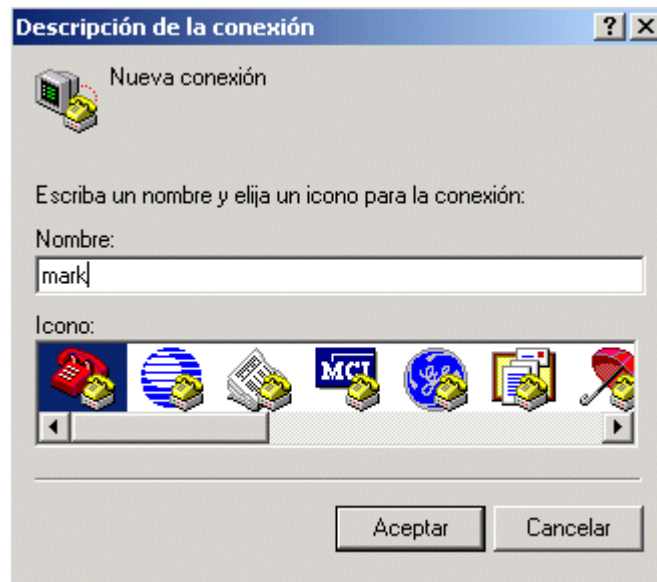 Descripción de la conexión
Nueva conexión
Escriba un nombre y elija un icono para la conexión:
Nombre:
mark
Icono:
MCI
Aceptar
Cancelar